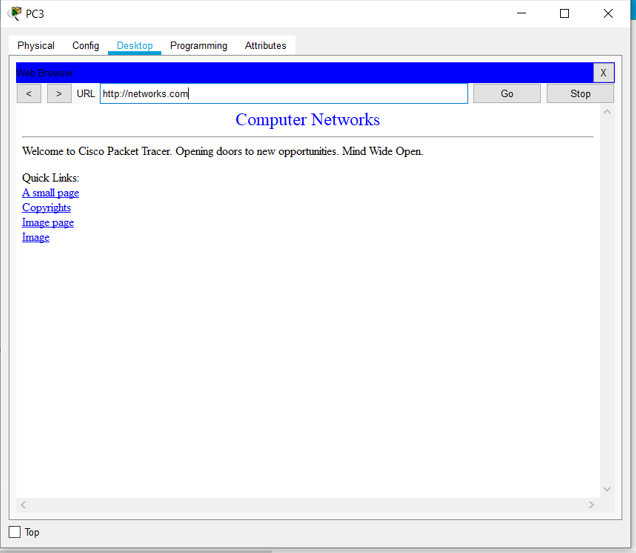 PC3
Physical Config Desktop Programming Attributes
Web Browser X
< > URL http://networks.com Go Stop
Computer Networks
Welcome to Cisco Packet Tracer. Opening doors to new opportunities. Mind Wide Open.
Quick Links:
A small page
Copyrights
Image page
Image
Top